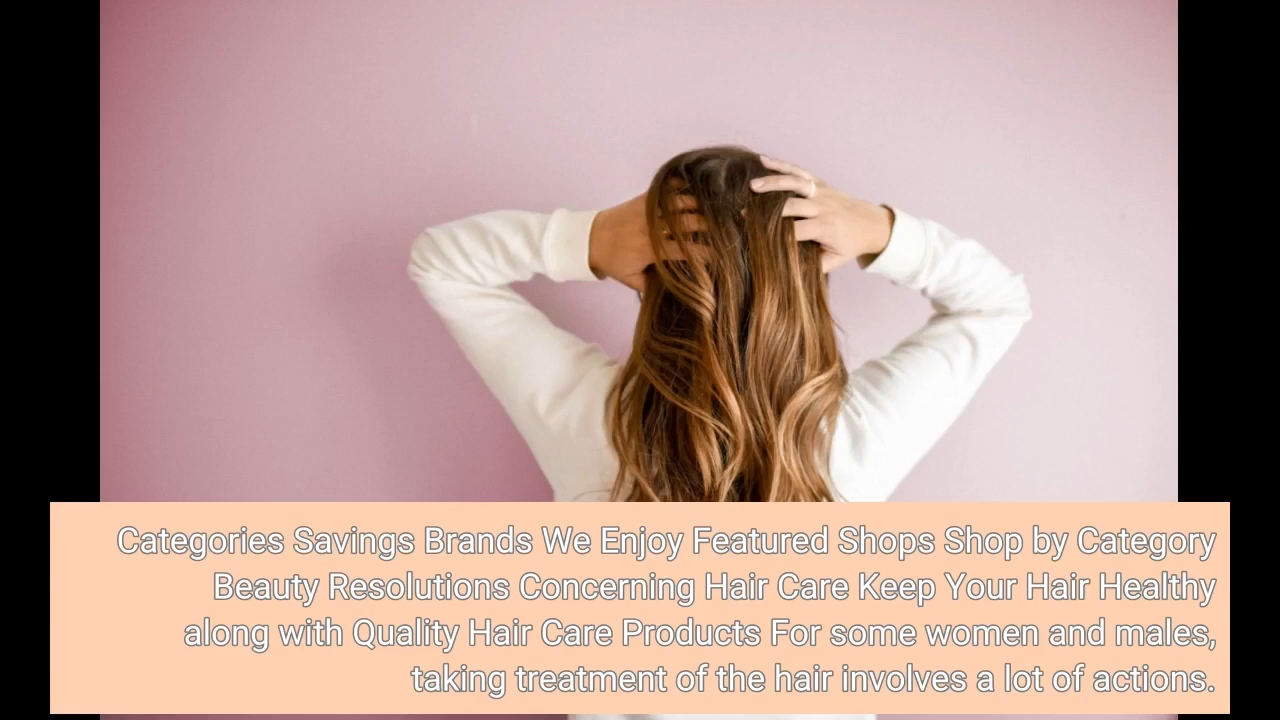 Categories Savings Brands We Enjoy Featured Shops Shop by Category
Beauty Resolutions Concerning Hair Care Keep Your Hair Healthy
along with Quality Hair Care Products For some women and males,
taking treatment of the hair involves a lot of actions.